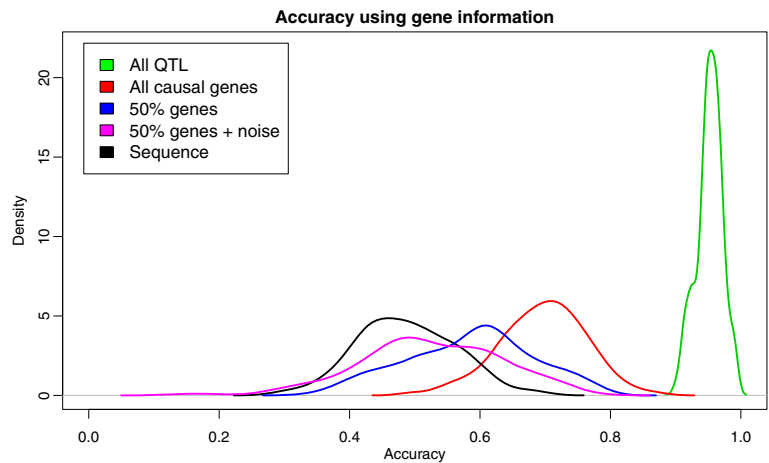 Accuracy using gene information
All QTL
All causal genes
50% genes
50% genes + noise
Sequence
Density
20
15
10
5
0
0.0 0.2 0.4 0.6 0.8 1.0
Accuracy